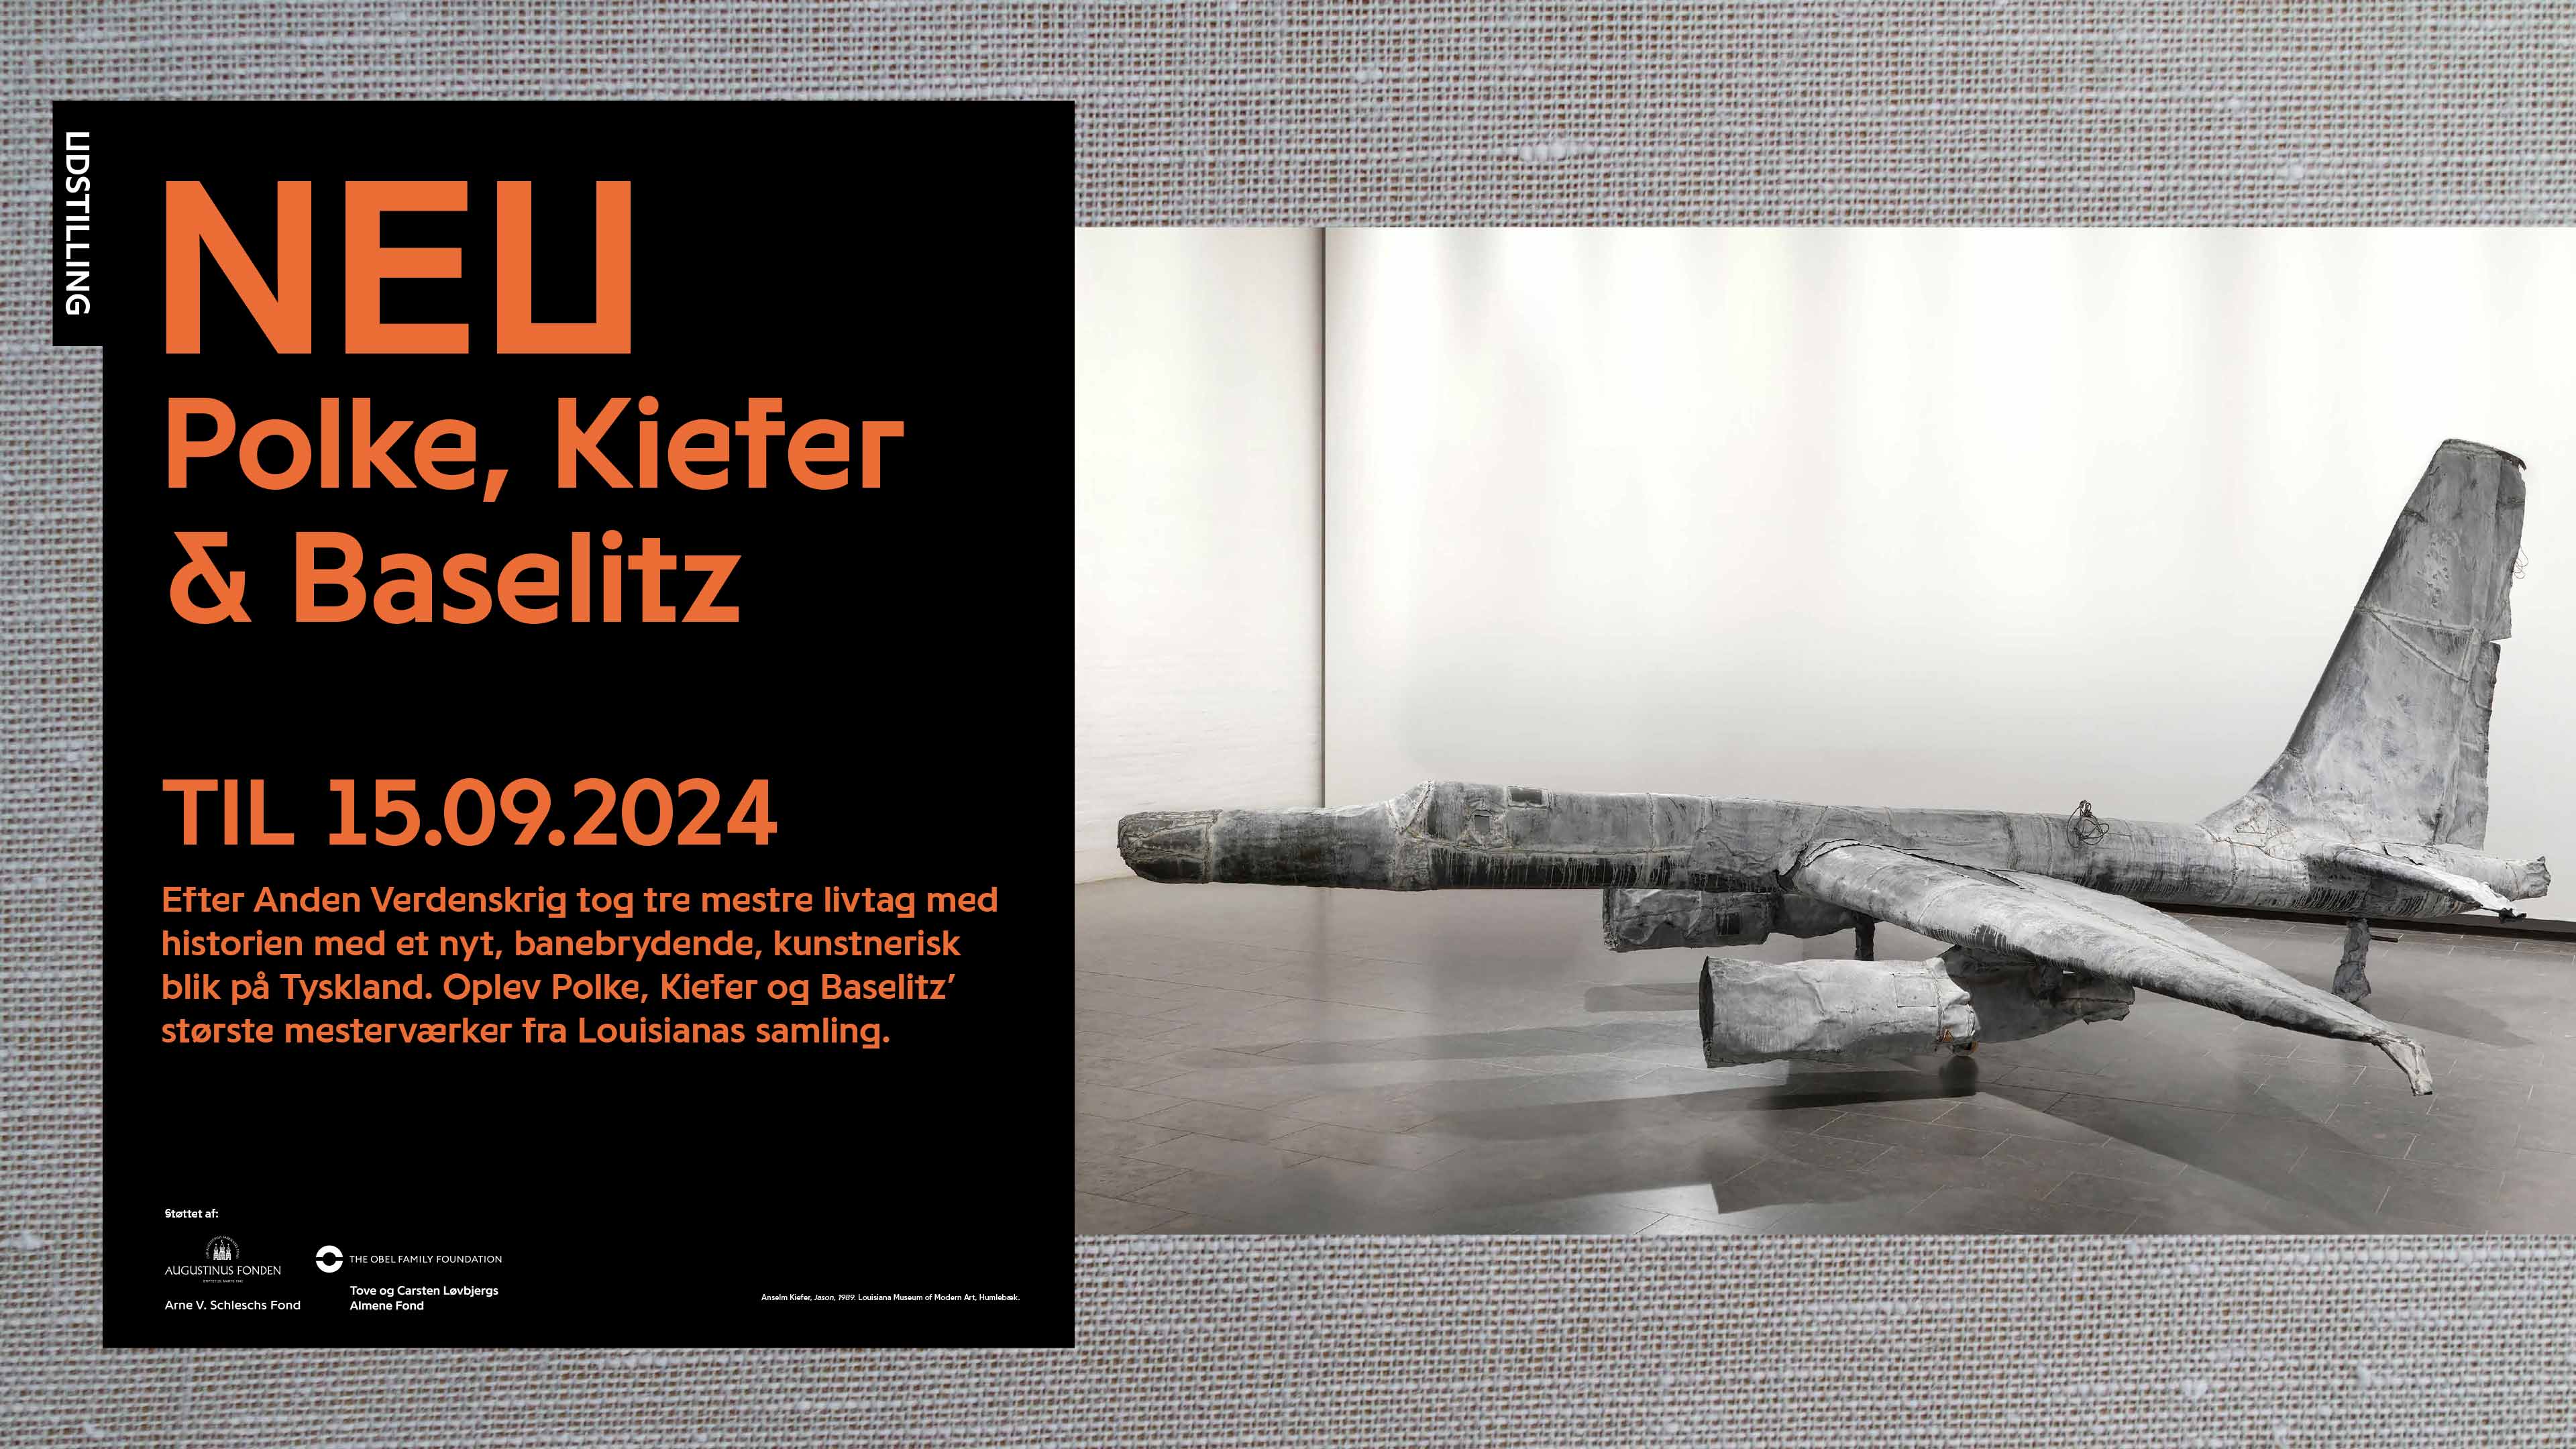 UDSTILLING
NEU
Polke, Kiefer
& Baselitz
TIL 15.09.2024
Efter Anden Verdenskrig tog tre mestre livtag med
historien med et nyt, banebrydende, kunstnerisk
blik på Tyskland. Oplev Polke, Kiefer og Baselitz’
største mesterværker fra Louisianas samling.
Støttet af:
AUGUSTINUS FONDEN
THE OBEL FAMILY FOUNDATION
Arne V. Schleschs Fond
Tove og Carsten Løvbjergs
Almene Fond
Anselm Kiefer, Jason, 1989. Louisiana Museum of Modern Art, Humlebæk.